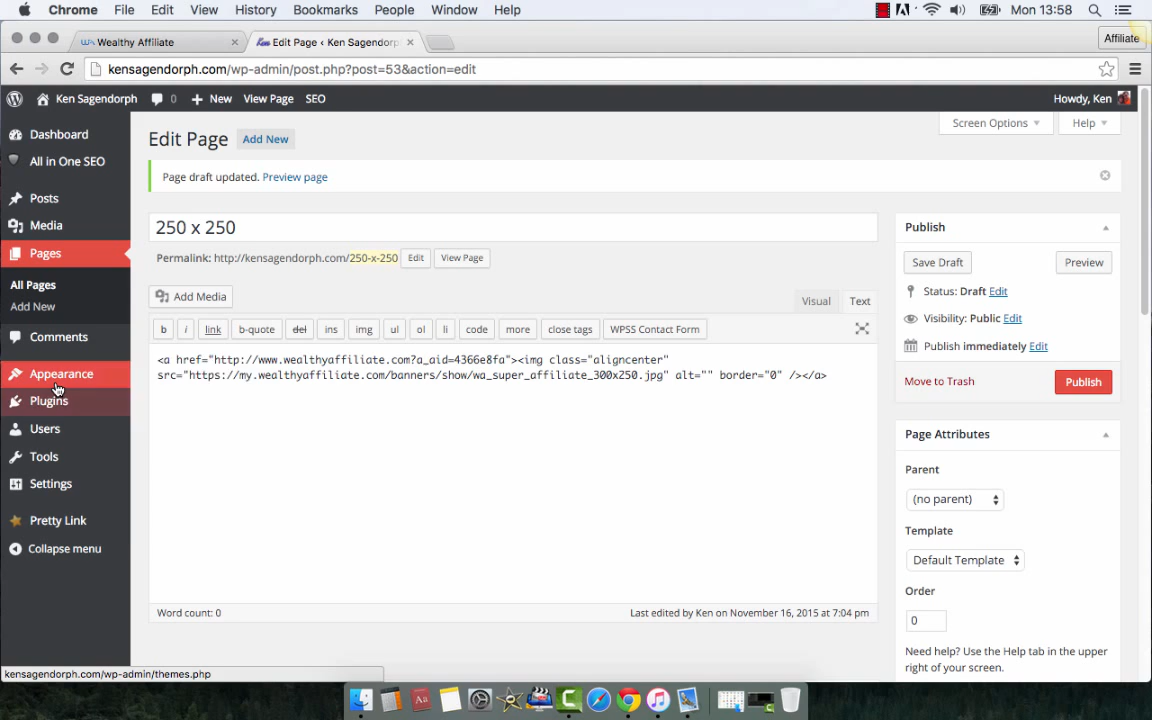 Chrome File Edit View History Bookmarks People Window Help Mon 13:58
Wealthy Affiliate Edit Page ‹ Ken Sagendorph Affiliate
kensagendorph.com/wp-admin/post.php?post=53&action=edit
Ken Sagendorph 0 New View Page SEO Howdy, Ken
Dashboard
All in One SEO
Posts
Media
Pages
All Pages
Add New
Comments
Appearance
Plugins
Users
Tools
Settings
Pretty Link
Collapse menu
Screen Options Help
Edit Page Add New
Page draft updated. Preview page
250 x 250
Permalink: http://kensagendorph.com/250-x-250 Edit View Page
Add Media Visual Text
b i link b-quote del ins img ul ol li code more close tags WPSS Contact Form
<a href="http://www.wealthyaffiliate.com?a_aid=4366e8fa"><img class="aligncenter"
src="https://my.wealthyaffiliate.com/banners/show/wa_super_affiliate_300x250.jpg" alt="" border="0" /></a>
Word count: 0 Last edited by Ken on November 16, 2015 at 7:04 pm
Publish
Save Draft Preview
Status: Draft Edit
Visibility: Public Edit
Publish immediately Edit
Move to Trash Publish
Page Attributes
Parent
(no parent)
Template
Default Template
Order
0
Need help? Use the Help tab in the upper
right of your screen.
kensagendorph.com/wp-admin/themes.php